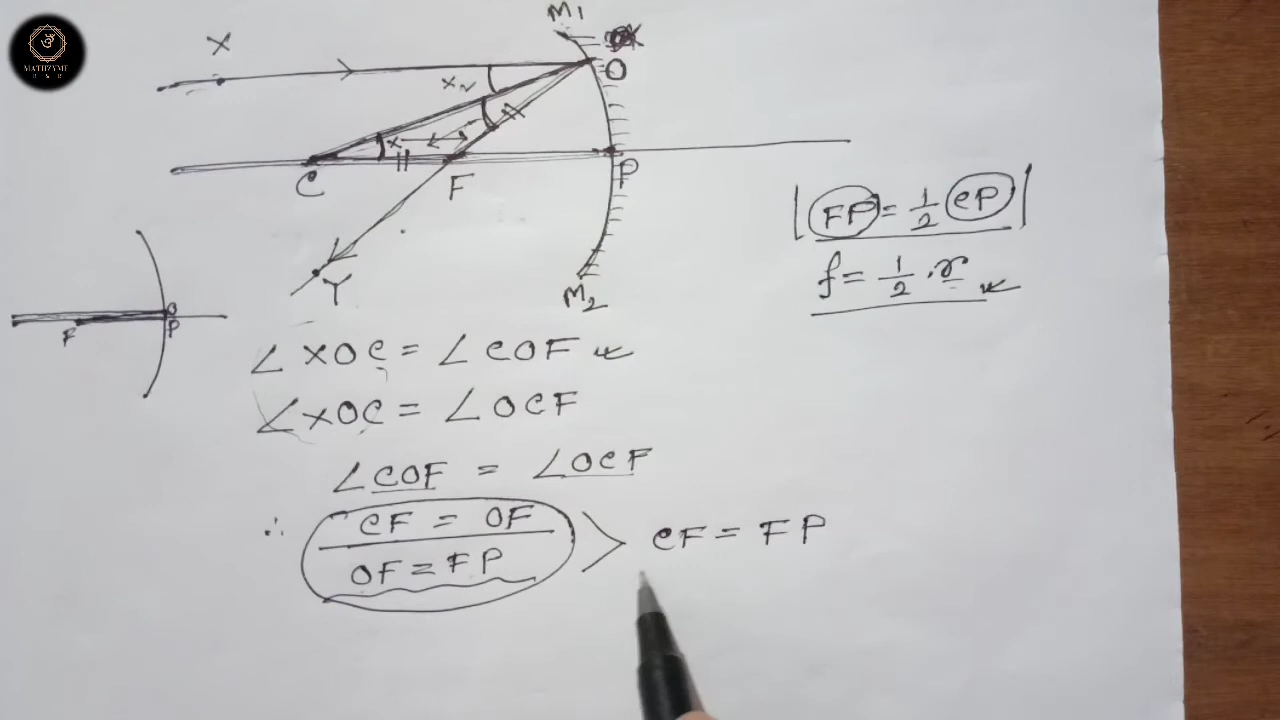 ॐ
MATHZYME
M1
X
O
C
F
P
Y
M2
FP = 1/2 CP
f = 1/2 . r
F
P
∠XOC = ∠COF
∠XOC = ∠OCF
∠COF = ∠OCF
∴ CF = OF
OF = FP
CF = FP